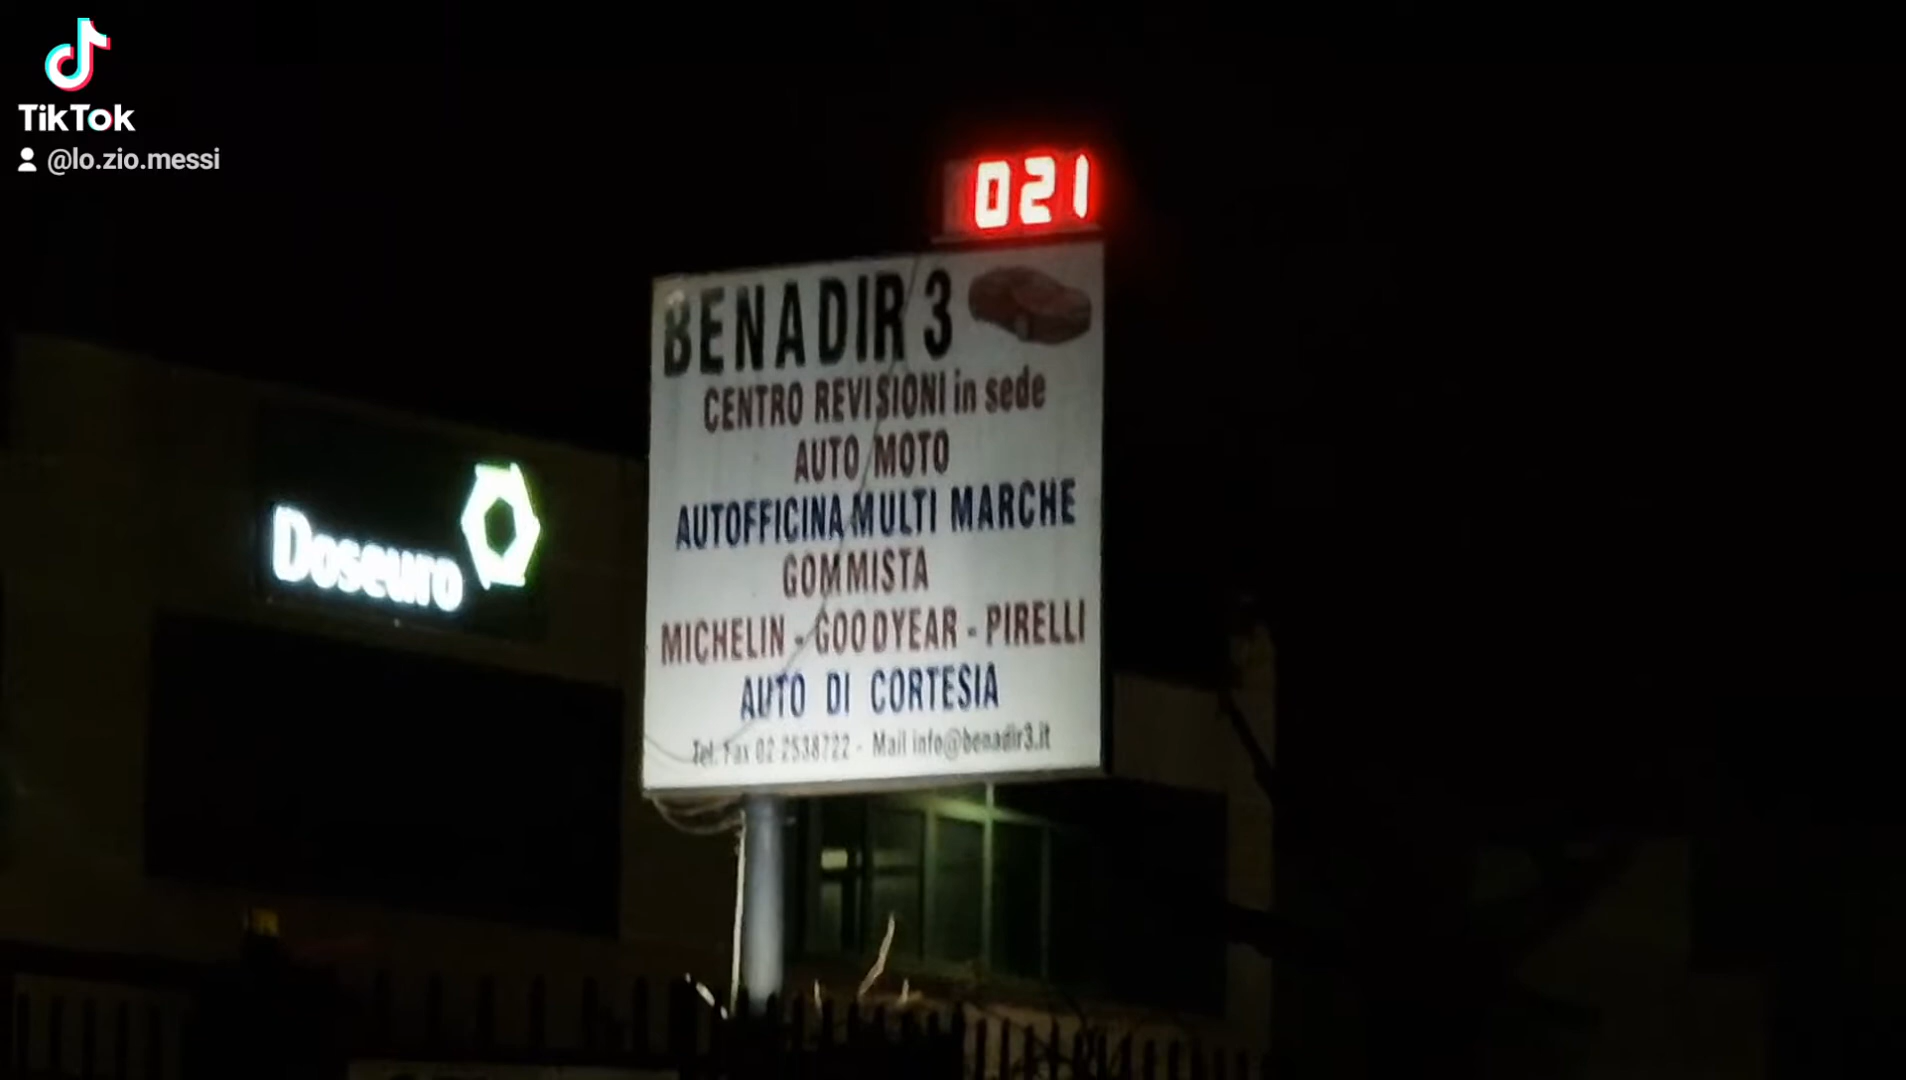 TikTok
@lo.zio.messi
021
BENADIR 3
CENTRO REVISIONI in sede
AUTO MOTO
AUTOFFICINA MULTI MARCHE
GOMMISTA
MICHELIN - GOODYEAR - PIRELLI
AUTO DI CORTESIA
Tel. Fax 02 2538722 - Mail info@benadir3.it
Doseuro